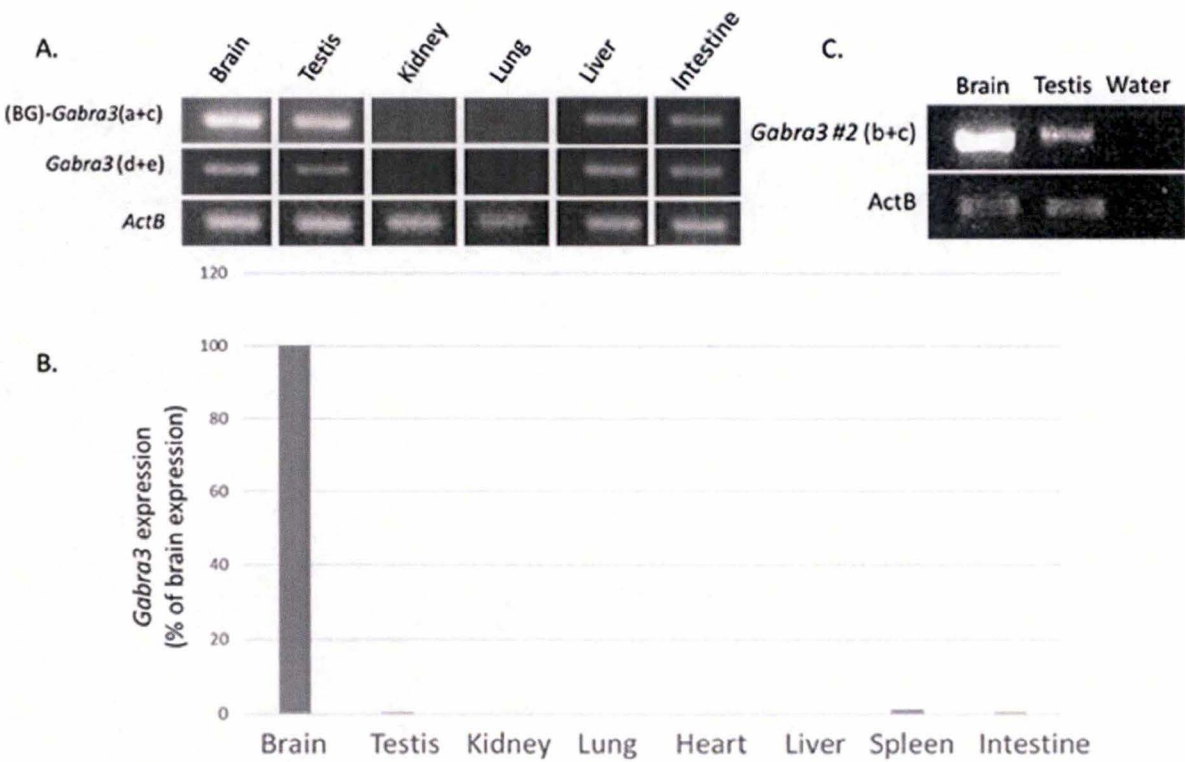 A.
Brain Testis Kidney Lung Liver Intestine
(BG)-Gabra3(a+c)
Gabra3 (d+e)
ActB
C.
Brain Testis Water
Gabra3 #2 (b+c)
ActB
B.
Gabra3 expression
(% of brain expression)
120
100
80
60
40
20
0
Brain Testis Kidney Lung Heart Liver Spleen Intestine